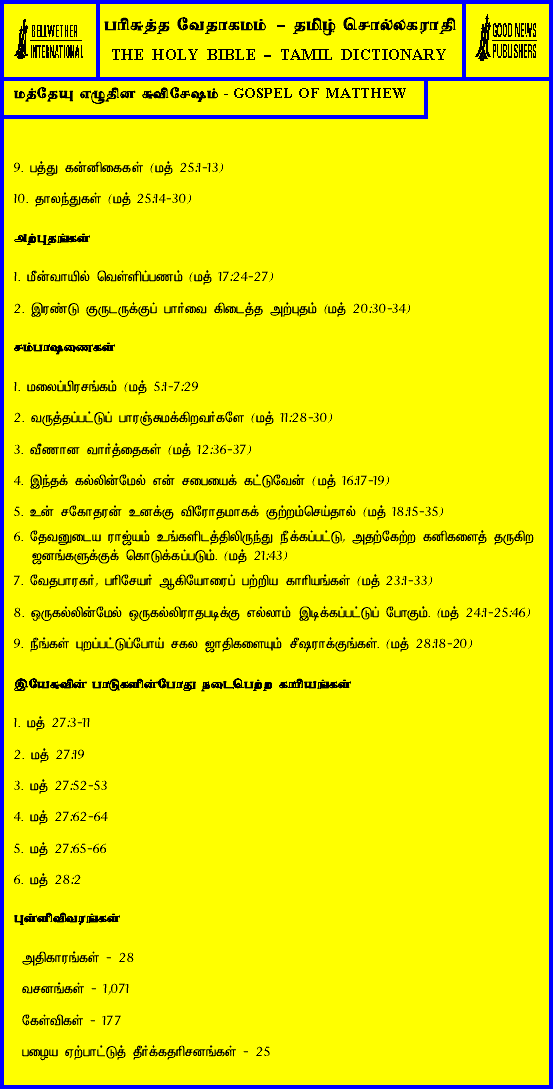 BELLWETHER
INTERNATIONAL
பரிசுத்த வேதாகமம் – தமிழ் சொல்லகராதி
THE HOLY BIBLE – TAMIL DICTIONARY
GOOD NEWS
PUBLISHERS
மத்தேயு எழுதின சுவிசேஷம் - GOSPEL OF MATTHEW
9. பத்து கன்னிகைகள் (மத் 25:1-13)
10. தாலந்துகள் (மத் 25:14-30)
அற்புதங்கள்
1. மீன்வாயில் வெள்ளிப்பணம் (மத் 17:24-27)
2. இரண்டு குருடருக்குப் பார்வை கிடைத்த அற்புதம் (மத் 20:30-34)
சம்பாஷணைகள்
1. மலைப்பிரசங்கம் (மத் 5:1-7:29
2. வருத்தப்பட்டுப் பாரஞ்சுமக்கிறவர்களே (மத் 11:28-30)
3. வீணான வார்த்தைகள் (மத் 12:36-37)
4. இந்தக் கல்லின்மேல் என் சபையைக் கட்டுவேன் (மத் 16:17-19)
5. உன் சகோதரன் உனக்கு விரோதமாகக் குற்றம்செய்தால் (மத் 18:15-35)
6. தேவனுடைய ராஜ்யம் உங்களிடத்திலிருந்து நீக்கப்பட்டு, அதற்கேற்ற கனிகளைத் தருகிற
ஜனங்களுக்குக் கொடுக்கப்படும். (மத் 21:43)
7. வேதபாரகர், பரிசேயர் ஆகியோரைப் பற்றிய காரியங்கள் (மத் 23:1-33)
8. ஒருகல்லின்மேல் ஒருகல்லிராதபடிக்கு எல்லாம் இடிக்கப்பட்டுப் போகும். (மத் 24:1-25:46)
9. நீங்கள் புறப்பட்டுப்போய் சகல ஜாதிகளையும் சீஷராக்குங்கள். (மத் 28:18-20)
இயேசுவின் பாடுகளின்போது நடைபெற்ற காரியங்கள்
1. மத் 27:3-11
2. மத் 27:19
3. மத் 27:52-53
4. மத் 27:62-64
5. மத் 27:65-66
6. மத் 28:2
புள்ளிவிவரங்கள்
அதிகாரங்கள் - 28
வசனங்கள் - 1,071
கேள்விகள் - 177
பழைய ஏற்பாட்டுத் தீர்க்கதரிசனங்கள் - 25